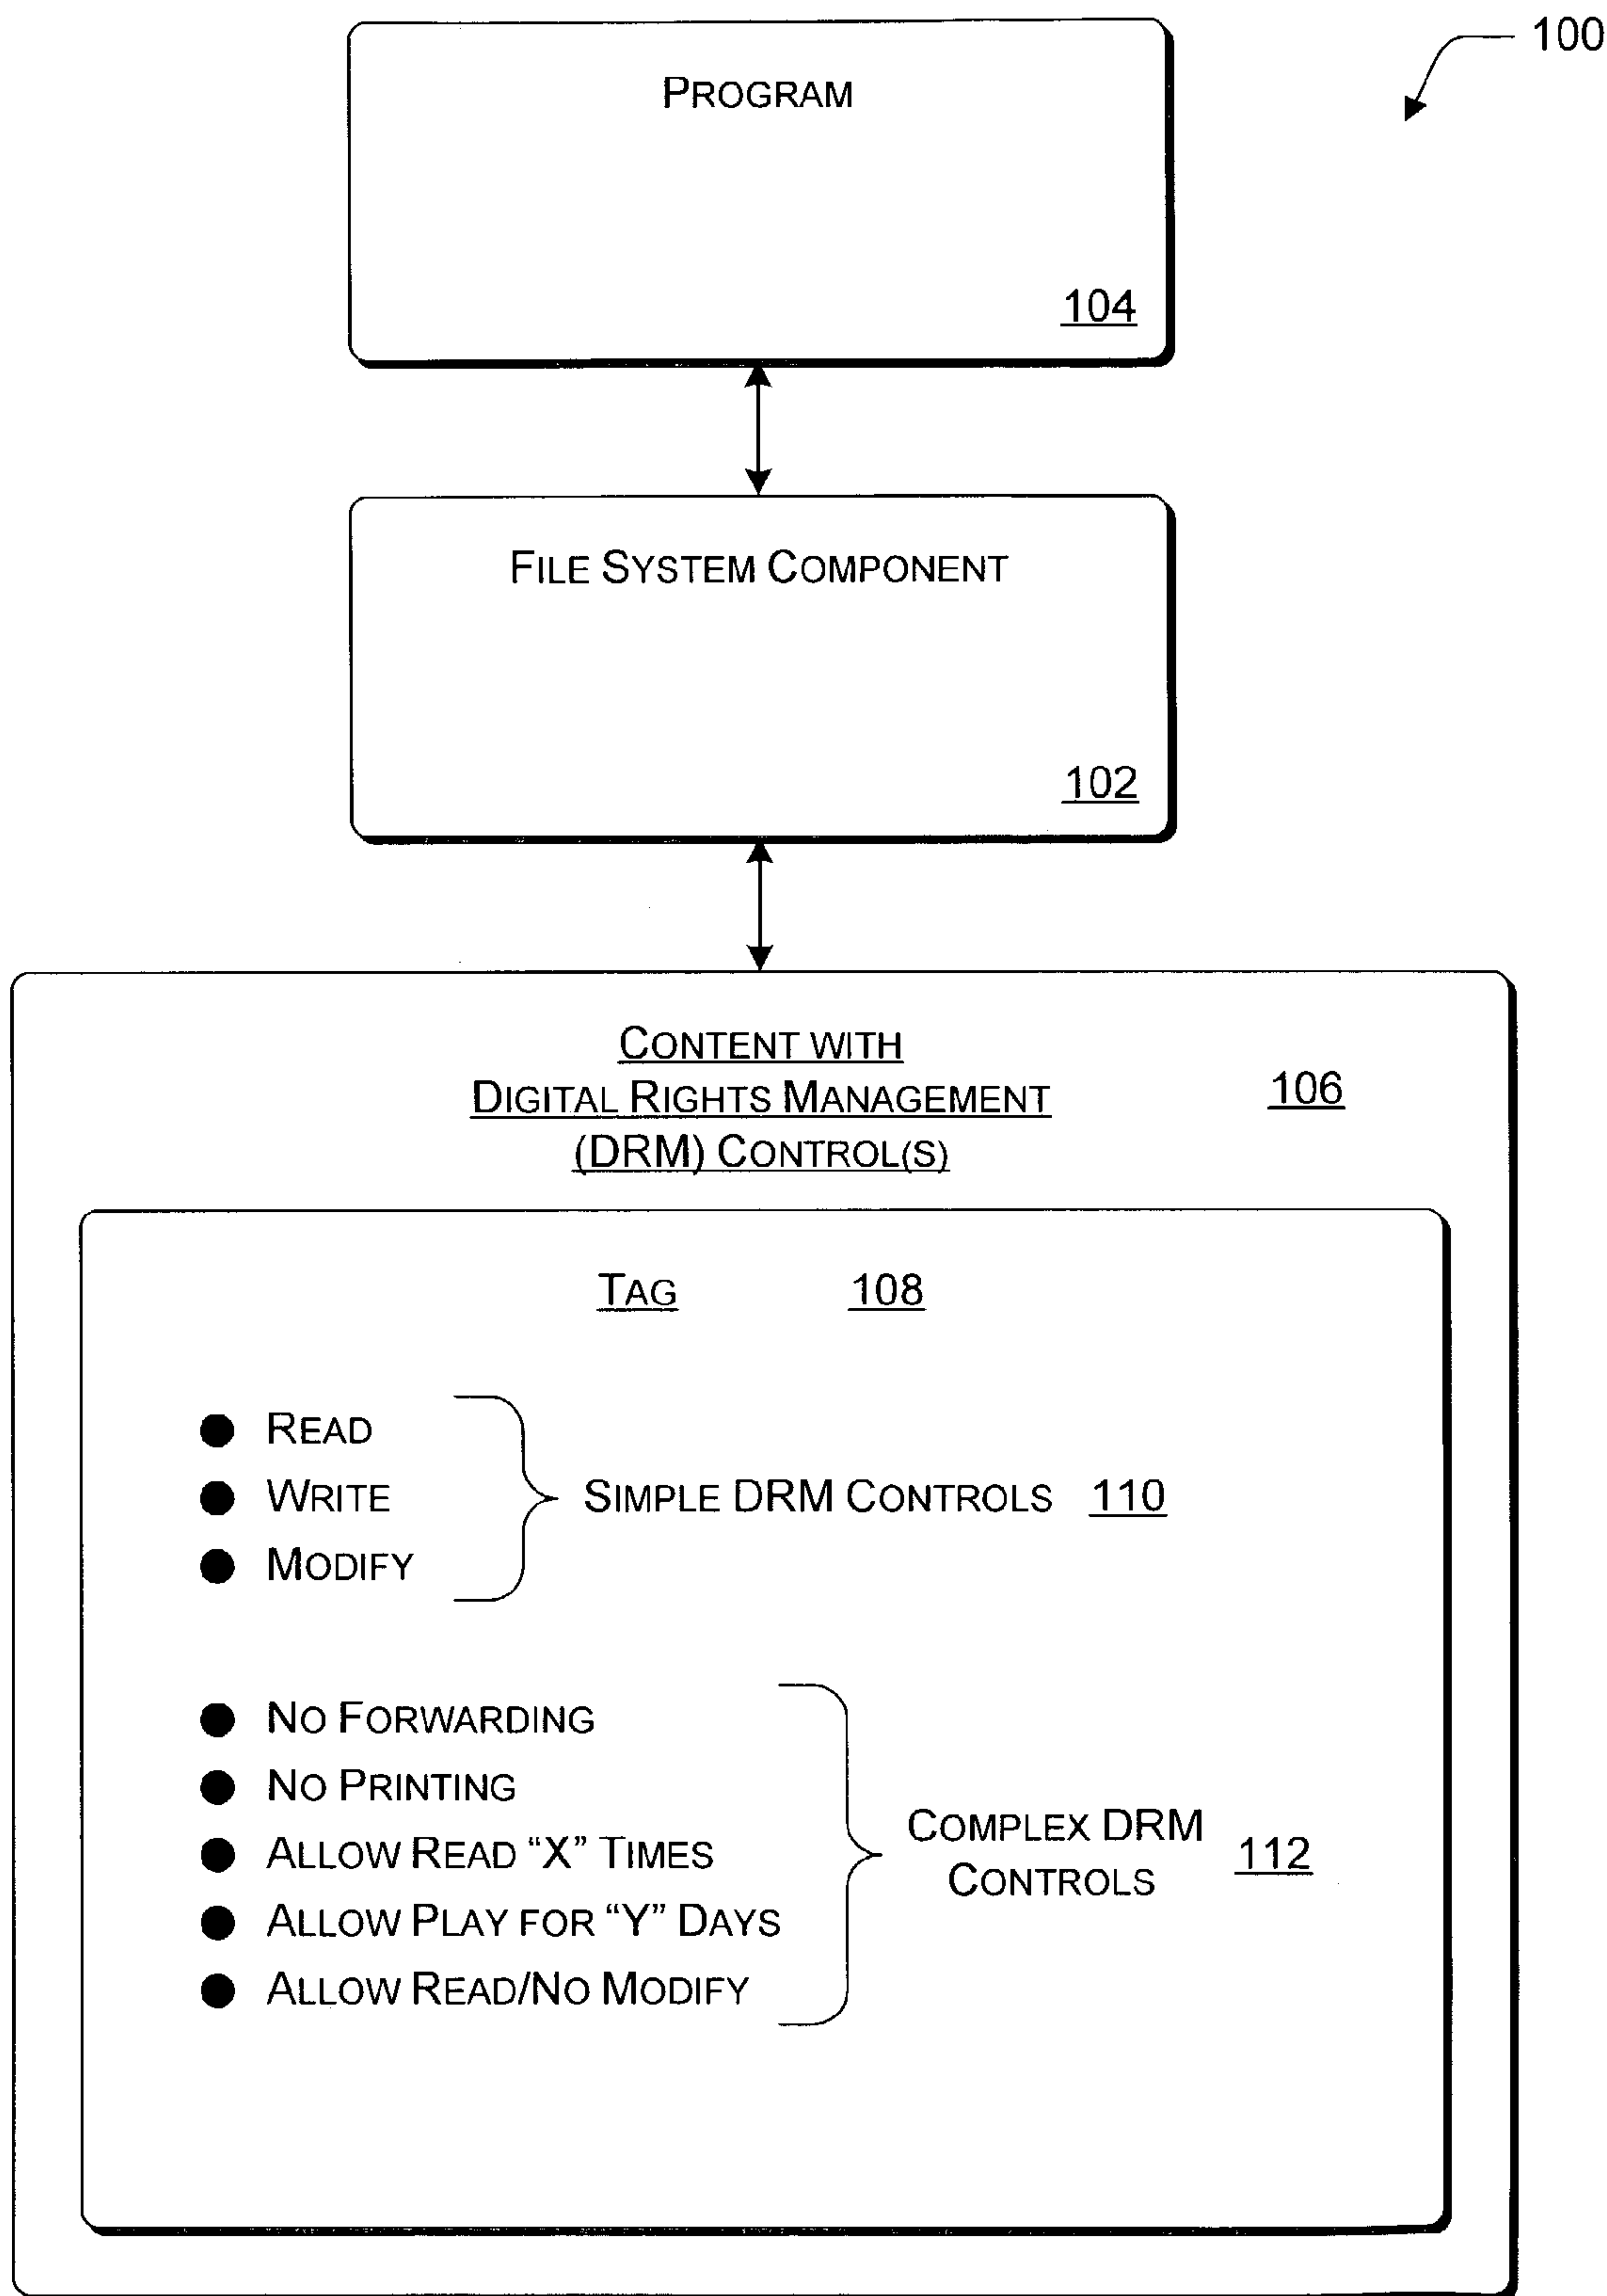 100
PROGRAM
104
FILE SYSTEM COMPONENT
102
CONTENT WITH
DIGITAL RIGHTS MANAGEMENT
(DRM) CONTROL(S)
106
TAG 108
READ
WRITE
MODIFY
SIMPLE DRM CONTROLS 110
NO FORWARDING
NO PRINTING
ALLOW READ “X” TIMES
ALLOW PLAY FOR “Y” DAYS
ALLOW READ/NO MODIFY
COMPLEX DRM
CONTROLS
112